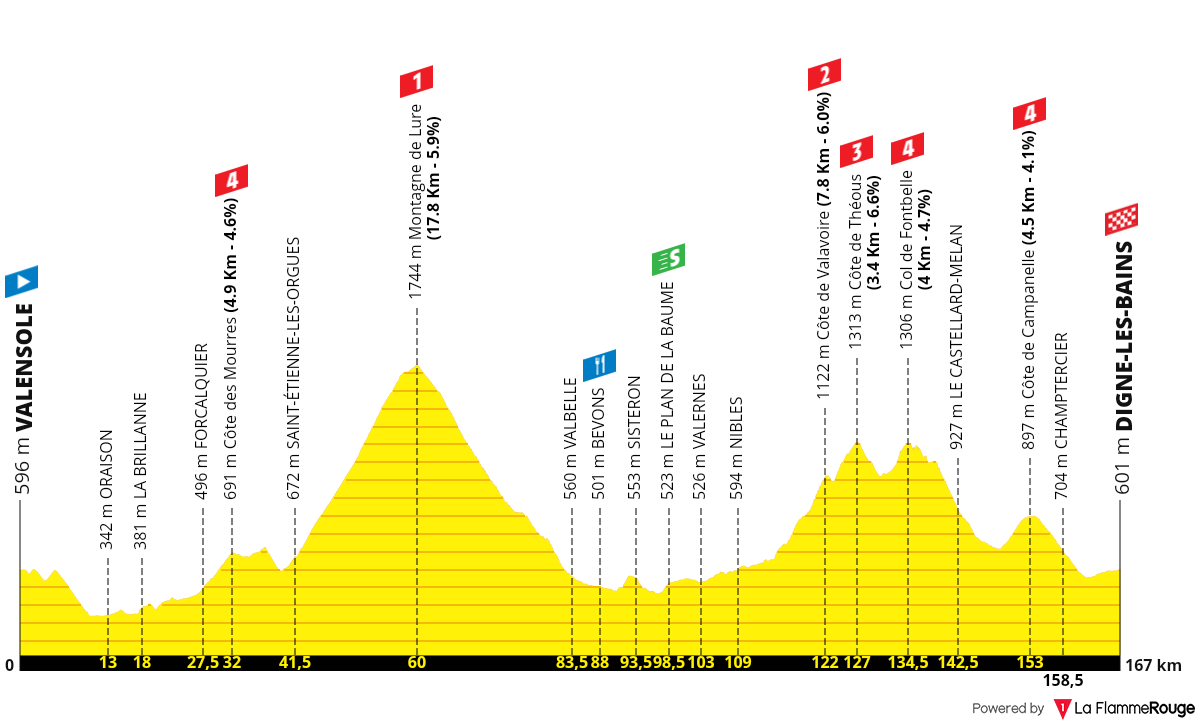 596 m VALENSOLE
342 m ORAISON
381 m LA BRILLANNE
496 m FORCALQUIER
4
691 m Côte des Mourres (4.9 Km - 4.6%)
672 m SAINT-ÉTIENNE-LES-ORGUES
1
1744 m Montagne de Lure
(17.8 Km - 5.9%)
560 m VALBELLE
501 m BEVONS
553 m SISTERON
S
523 m LE PLAN DE LA BAUME
526 m VALERNES
594 m NIBLES
2
1122 m Côte de Valavoire (7.8 Km - 6.0%)
3
1313 m Côte de Théous
(3.4 Km - 6.6%)
4
1306 m Col de Fontbelle
(4 Km - 4.7%)
927 m LE CASTELLARD-MELAN
4
897 m Côte de Campanelle (4.5 Km - 4.1%)
704 m CHAMPTERCIER
601 m DIGNE-LES-BAINS
0 13 18 27,5 32 41,5 60 83,5 88 93,5 98,5 103 109 122 127 134,5 142,5 153 167 km
158,5
Powered by 1 La FlammeRouge